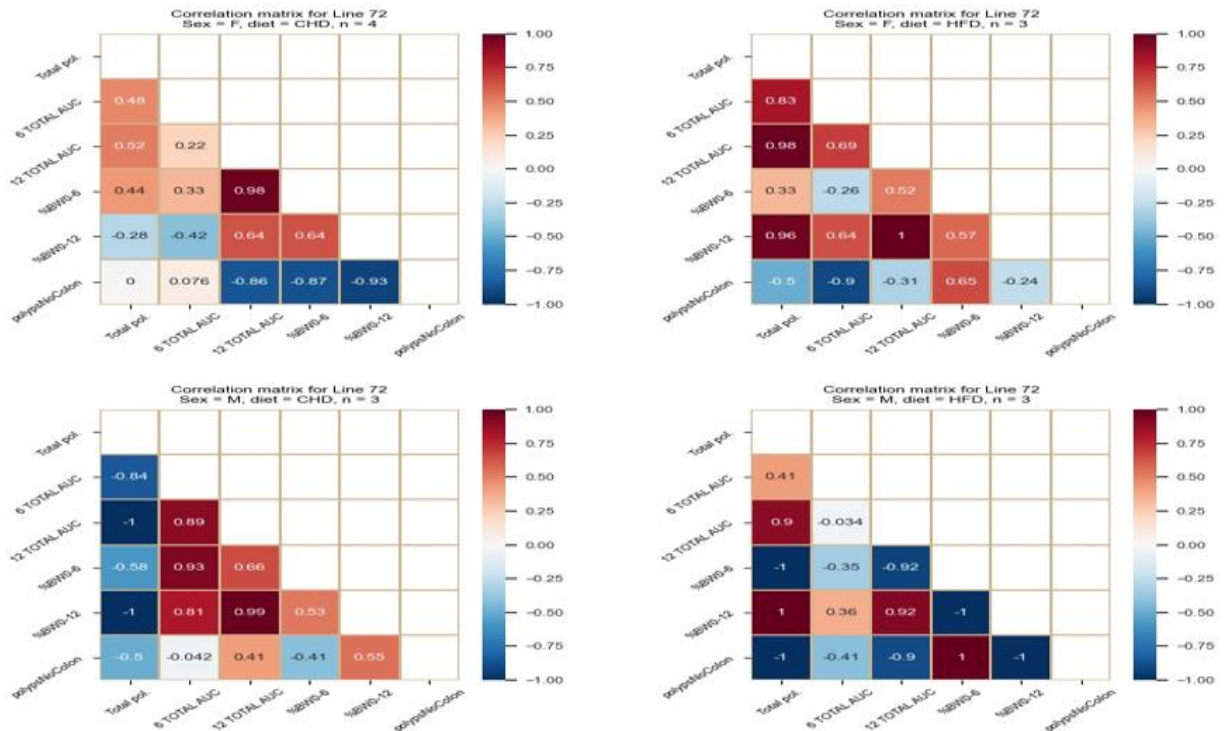 Correlation matrix for Line 72
Sex = F, diet = CHD, n = 4
Total pol.
6 TOTAL AUC 0.48
12 TOTAL AUC 0.52 0.22
%BW0-6 0.44 0.33 0.98
%BW0-12 -0.28 -0.42 0.64 0.64
polypsNoColon 0 0.076 -0.86 -0.87 -0.93
Total pol. 6 TOTAL AUC 12 TOTAL AUC %BW0-6 %BW0-12 polypsNoColon
1.00
0.75
0.50
0.25
0.00
−0.25
−0.50
−0.75
−1.00
Correlation matrix for Line 72
Sex = F, diet = HFD, n = 3
Total pol.
6 TOTAL AUC 0.83
12 TOTAL AUC 0.98 0.69
%BW0-6 0.33 -0.26 0.52
%BW0-12 0.96 0.64 1 0.57
polypsNoColon -0.5 -0.9 -0.31 0.65 -0.24
Total pol. 6 TOTAL AUC 12 TOTAL AUC %BW0-6 %BW0-12 polypsNoColon
1.00
0.75
0.50
0.25
0.00
−0.25
−0.50
−0.75
−1.00
Correlation matrix for Line 72
Sex = M, diet = CHD, n = 3
Total pol.
6 TOTAL AUC -0.84
12 TOTAL AUC -1 0.89
%BW0-6 -0.58 0.93 0.66
%BW0-12 -1 0.81 0.99 0.53
polypsNoColon -0.5 -0.042 0.41 -0.41 0.55
Total pol. 6 TOTAL AUC 12 TOTAL AUC %BW0-6 %BW0-12 polypsNoColon
1.00
0.75
0.50
0.25
0.00
−0.25
−0.50
−0.75
−1.00
Correlation matrix for Line 72
Sex = M, diet = HFD, n = 3
Total pol.
6 TOTAL AUC 0.41
12 TOTAL AUC 0.9 -0.034
%BW0-6 -1 -0.35 -0.92
%BW0-12 1 0.36 0.92 -1
polypsNoColon -1 -0.41 -0.9 1 -1
Total pol. 6 TOTAL AUC 12 TOTAL AUC %BW0-6 %BW0-12 polypsNoColon
1.00
0.75
0.50
0.25
0.00
−0.25
−0.50
−0.75
−1.00